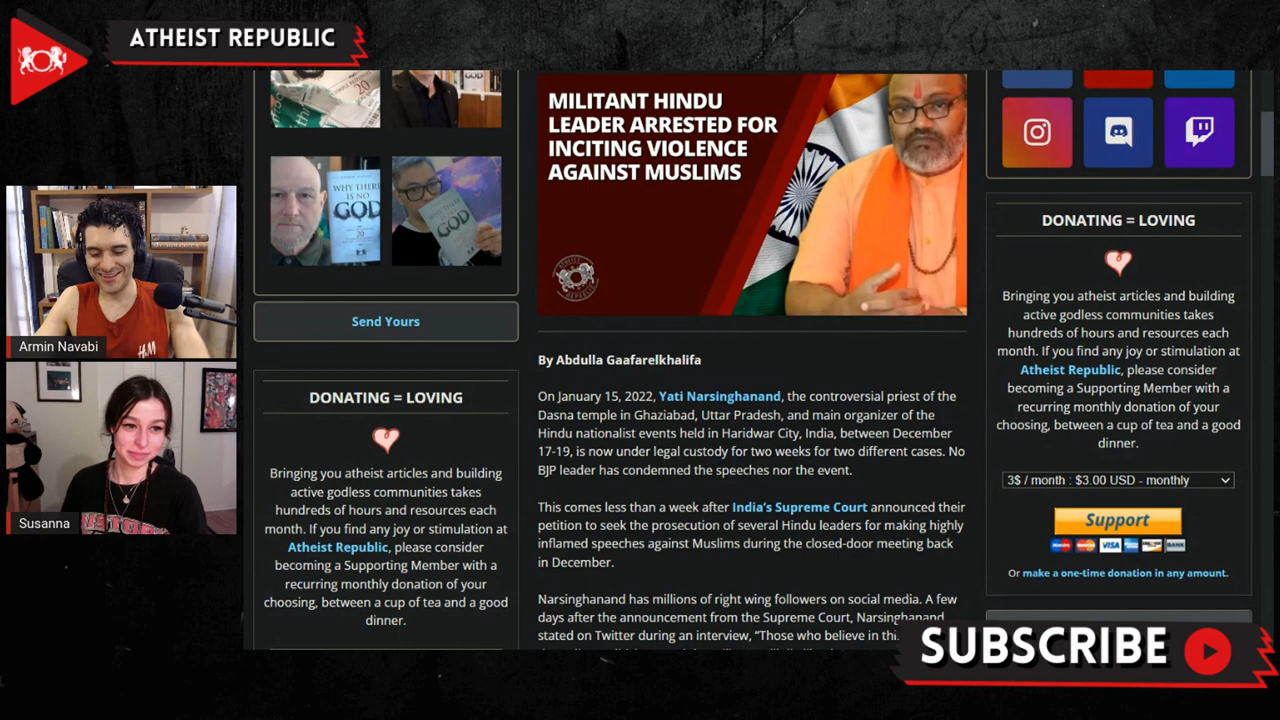 ATHEIST REPUBLIC
Armin Navabi
Susanna
WHY THERE
IS NO
GOD
20
GOD
Send Yours
DONATING = LOVING
Bringing you atheist articles and building
active godless communities takes
hundreds of hours and resources each
month. If you find any joy or stimulation at
Atheist Republic, please consider
becoming a Supporting Member with a
recurring monthly donation of your
choosing, between a cup of tea and a good
dinner.
MILITANT HINDU
LEADER ARRESTED FOR
INCITING VIOLENCE
AGAINST MUSLIMS
By Abdulla Gaafarelkhalifa
On January 15, 2022, Yati Narsinghanand, the controversial priest of the
Dasna temple in Ghaziabad, Uttar Pradesh, and main organizer of the
Hindu nationalist events held in Haridwar City, India, between December
17-19, is now under legal custody for two weeks for two different cases. No
BJP leader has condemned the speeches nor the event.
This comes less than a week after India's Supreme Court announced their
petition to seek the prosecution of several Hindu leaders for making highly
inflamed speeches against Muslims during the closed-door meeting back
in December.
Narsinghanand has millions of right wing followers on social media. A few
days after the announcement from the Supreme Court, Narsinghanand
stated on Twitter during an interview, "Those who believe in
DONATING = LOVING
Bringing you atheist articles and building
active godless communities takes
hundreds of hours and resources each
month. If you find any joy or stimulation at
Atheist Republic, please consider
becoming a Supporting Member with a
recurring monthly donation of your
choosing, between a cup of tea and a good
dinner.
3$ / month : $3.00 USD - monthly
Support
VISA
BANK
Or make a one-time donation in any amount.
SUBSCRIBE